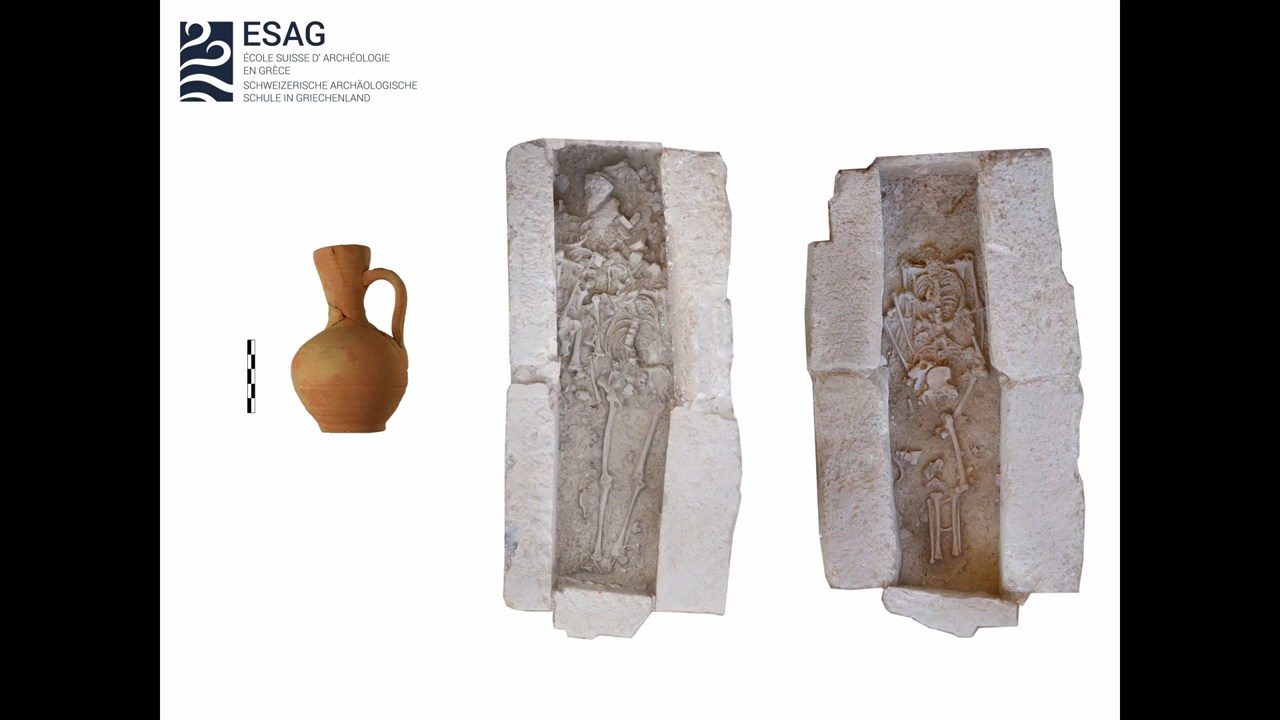 ESAG
ÉCOLE SUISSE D' ARCHÉOLOGIE
EN GRÈCE
SCHWEIZERISCHE ARCHÄOLOGISCHE
SCHULE IN GRIECHENLAND